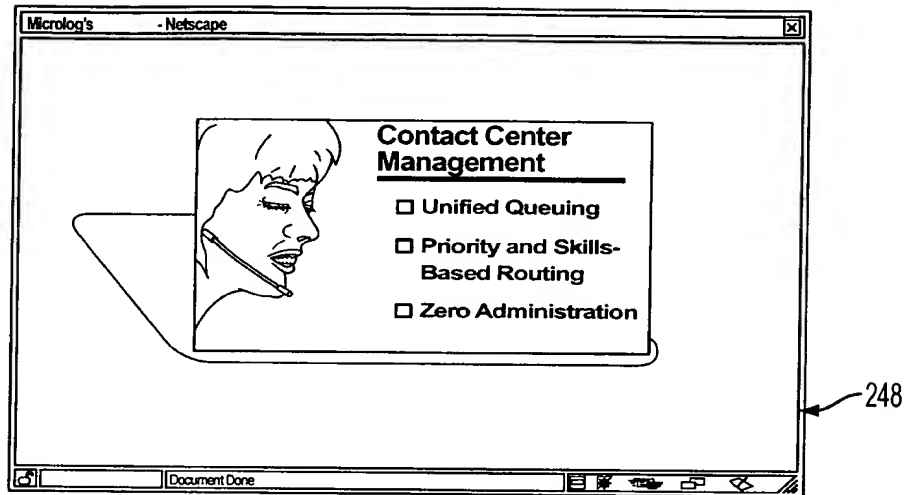 Microlog's - Netscape
Contact Center
Management
Unified Queuing
Priority and Skills-
Based Routing
Zero Administration
248
Document Done